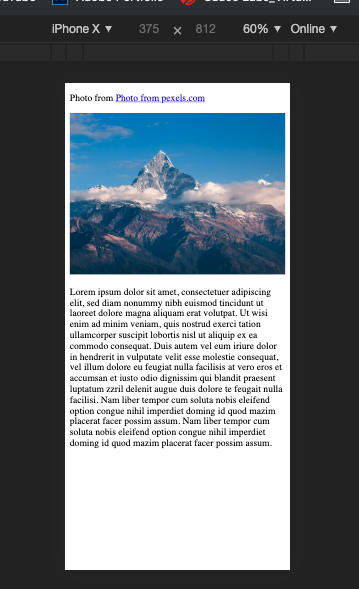 Adobe Portfolio
iPhone X ▼ 375 × 812 60% ▼ Online ▼
Photo from Photo from pexels.com
Lorem ipsum dolor sit amet, consectetuer adipiscing
elit, sed diam nonummy nibh euismod tincidunt ut
laoreet dolore magna aliquam erat volutpat. Ut wisi
enim ad minim veniam, quis nostrud exerci tation
ullamcorper suscipit lobortis nisl ut aliquip ex ea
commodo consequat. Duis autem vel eum iriure dolor
in hendrerit in vulputate velit esse molestie consequat,
vel illum dolore eu feugiat nulla facilisis at vero eros et
accumsan et iusto odio dignissim qui blandit praesent
luptatum zzril delenit augue duis dolore te feugait nulla
facilisi. Nam liber tempor cum soluta nobis eleifend
option congue nihil imperdiet doming id quod mazim
placerat facer possim assum. Nam liber tempor cum
soluta nobis eleifend option congue nihil imperdiet
doming id quod mazim placerat facer possim assum.